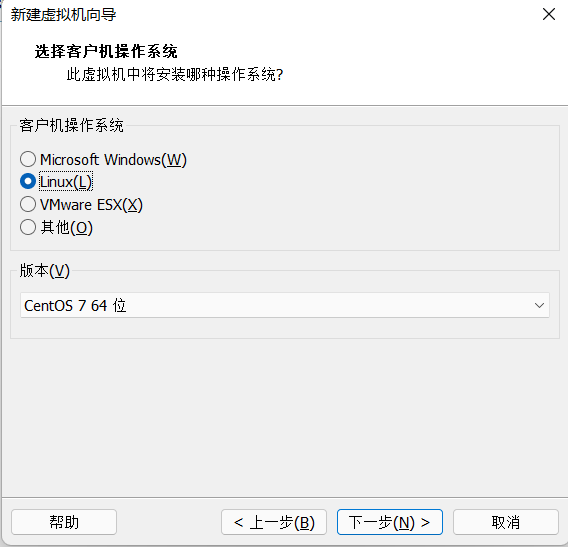 新建虚拟机向导
选择客户机操作系统
此虚拟机中将安装哪种操作系统?
客户机操作系统
Microsoft Windows(W)
Linux(L)
VMware ESX(X)
其他(O)
版本(V)
CentOS 7 64 位
帮助
< 上一步(B)
下一步(N) >
取消